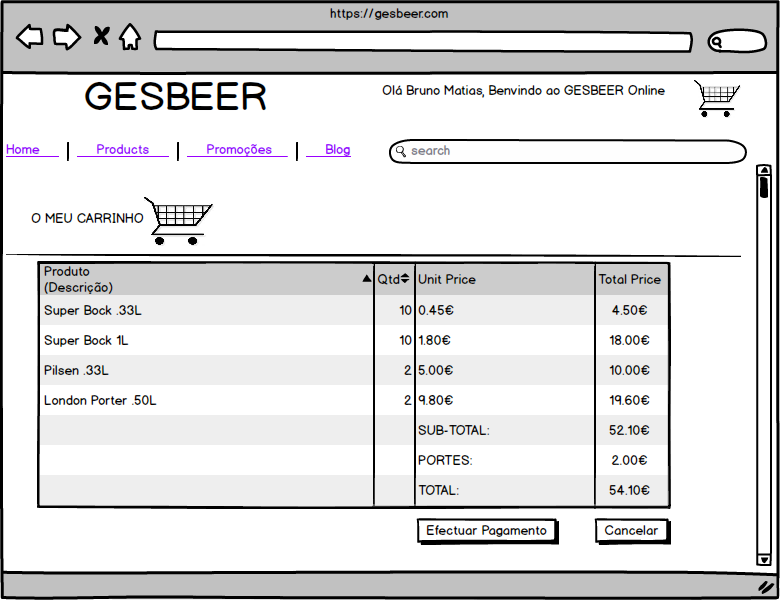 https://gesbeer.com
GESBEER
Olá Bruno Matias, Benvindo ao GESBEER Online
Home Products Promoções Blog
search
O MEU CARRINHO
Produto
(Descrição) Qtd Unit Price Total Price
Super Bock .33L 10 0.45€ 4.50€
Super Bock 1L 10 1.80€ 18.00€
Pilsen .33L 2 5.00€ 10.00€
London Porter .50L 2 9.80€ 19.60€
SUB-TOTAL: 52.10€
PORTES: 2.00€
TOTAL: 54.10€
Efectuar Pagamento Cancelar